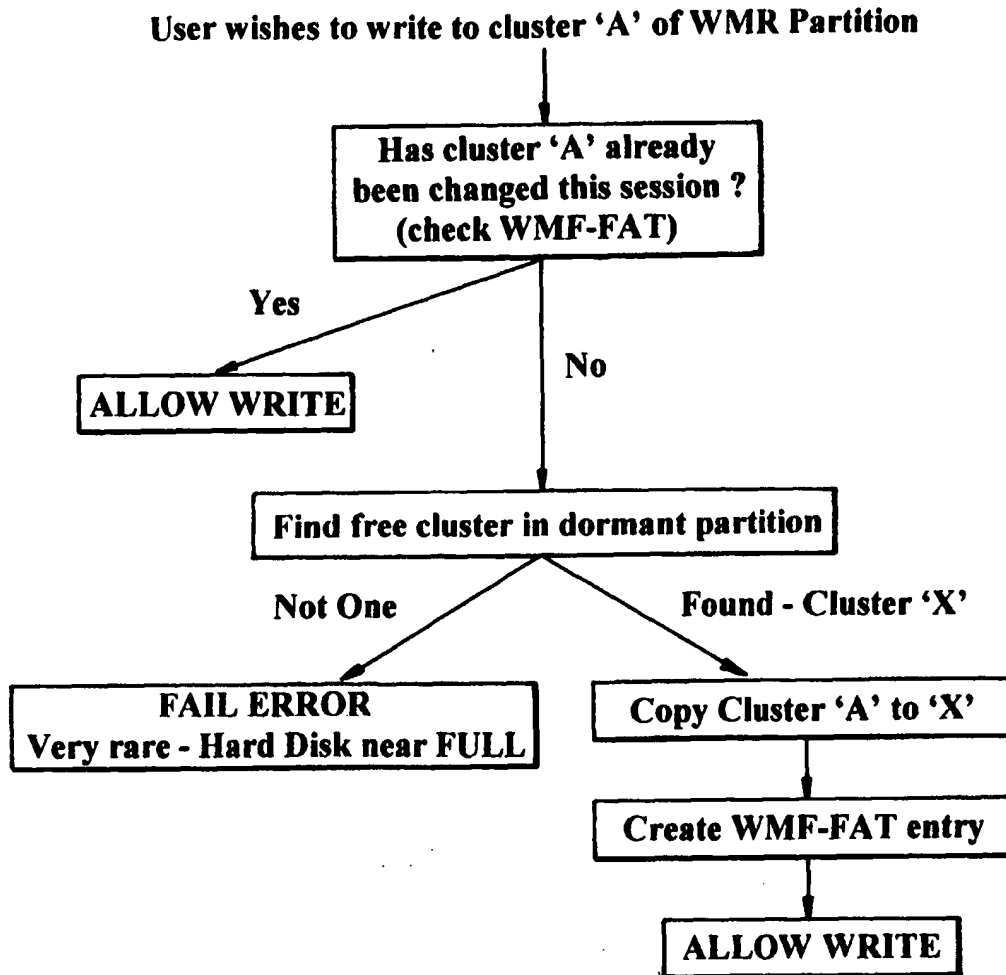 User wishes to write to cluster ‘A’ of WMR Partition
Has cluster ‘A’ already
been changed this session ?
(check WMF-FAT)
Yes
No
ALLOW WRITE
Find free cluster in dormant partition
Not One
Found - Cluster ‘X’
FAIL ERROR
Very rare - Hard Disk near FULL
Copy Cluster ‘A’ to ‘X’
Create WMF-FAT entry
ALLOW WRITE